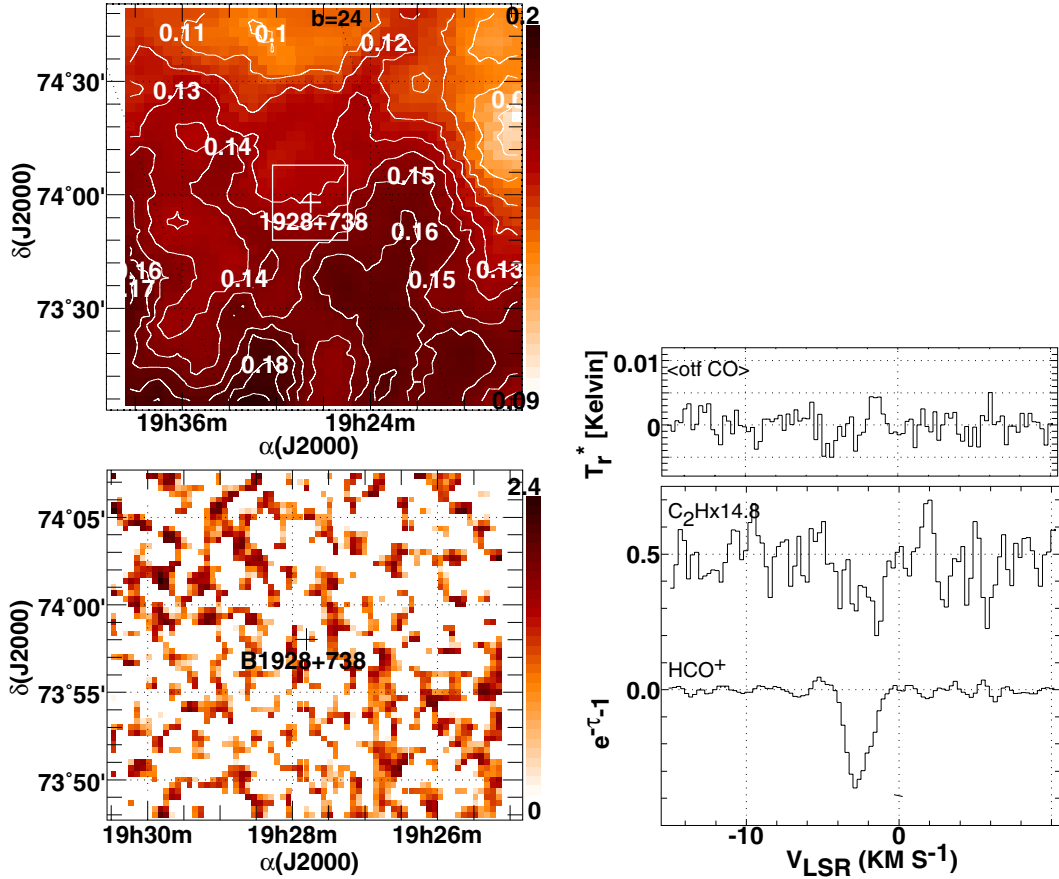 b=24
0.2
0.11
0.1
0.12
74°30'
0.13
0.14
0.15
74°00'
1928+738
0.16
0.16
0.14
0.15
0.13
73°30'
0.18
0.09
19h36m
19h24m
α(J2000)
δ(J2000)
2.4
74°05'
74°00'
B1928+738
73°55'
73°50'
0
19h30m
19h28m
19h26m
α(J2000)
δ(J2000)
0.01
<otf CO>
0
T_r^* [Kelvin]
C₂Hx14.8
0.5
HCO⁺
0.0
e^-τ-1
-10
0
V_LSR (KM S⁻¹)